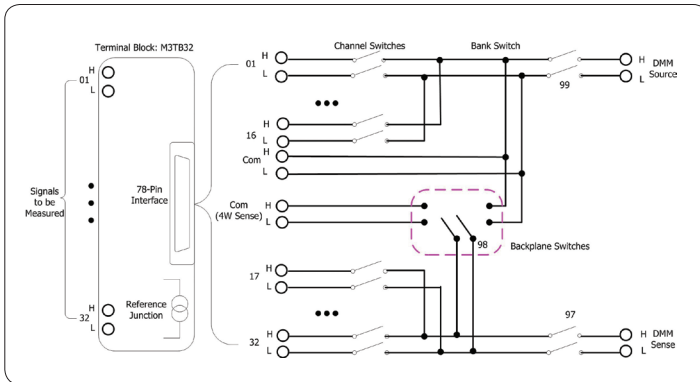 Terminal Block: M3TB32
H
01
L
Signals
to be
Measured
78-Pin
Interface
Reference
Junction
H
32
L
Channel Switches
Bank Switch
01
H
L
99
H
L
DMM
Source
16
H
L
Com
H
L
Com
(4W Sense)
H
L
98
Backplane Switches
17
H
L
32
H
L
97
H
L
DMM
Sense